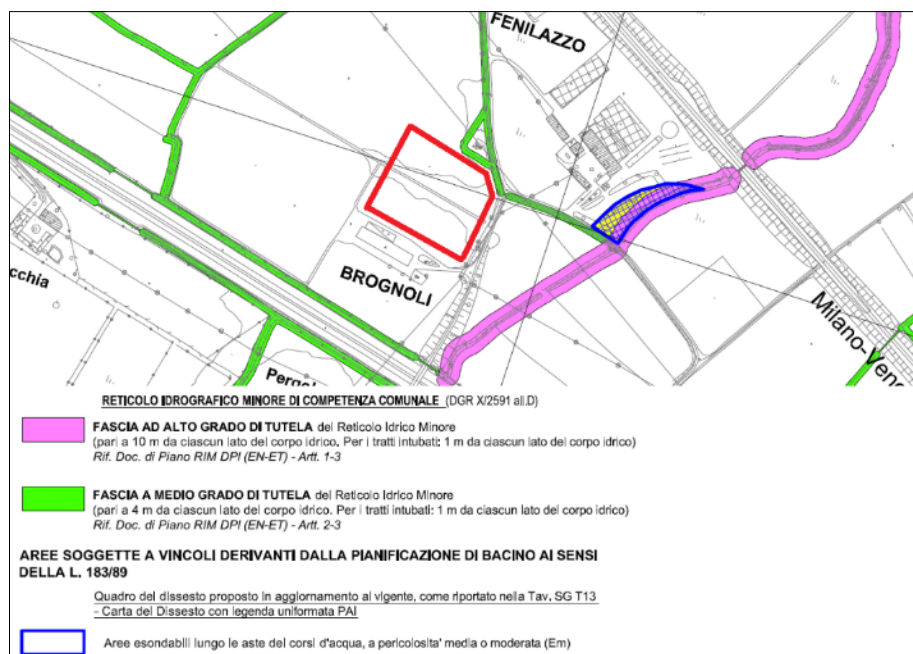 FENILAZZO
BROGNOLI
cchia
Milano-Vene
RETICOLO IDROGRAFICO MINORE DI COMPETENZA COMUNALE (DGR X/2591 all.D)
FASCIA AD ALTO GRADO DI TUTELA del Reticolo Idrico Minore
(pari a 10 m da ciascun lato del corpo idrico. Per i tratti intubati: 1 m da ciascun lato del corpo idrico)
Rif. Doc. di Piano RIM DPI (EN-ET) - Artt. 1-3
FASCIA A MEDIO GRADO DI TUTELA del Reticolo Idrico Minore
(pari a 4 m da ciascun lato del corpo idrico. Per i tratti intubati: 1 m da ciascun lato del corpo idrico)
Rif. Doc. di Piano RIM DPI (EN-ET) - Artt. 2-3
AREE SOGGETTE A VINCOLI DERIVANTI DALLA PIANIFICAZIONE DI BACINO AI SENSI
DELLA L. 183/89
Quadro del dissesto proposto in aggiornamento al vigente, come riportato nella Tav. SG T13
- Carta del Dissesto con legenda uniformata PAI
Aree esondabili lungo le aste dei corsi d'acqua, a pericolosita' media o moderata (Em)